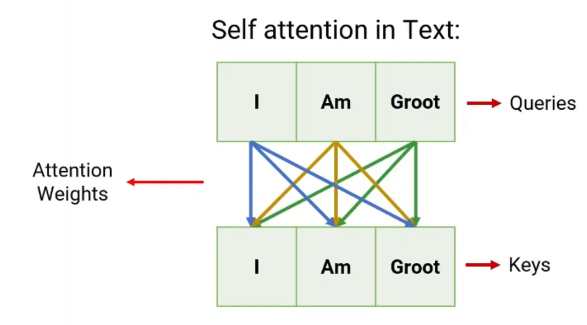 Self attention in Text:
I Am Groot
Queries
Attention
Weights
I Am Groot
Keys